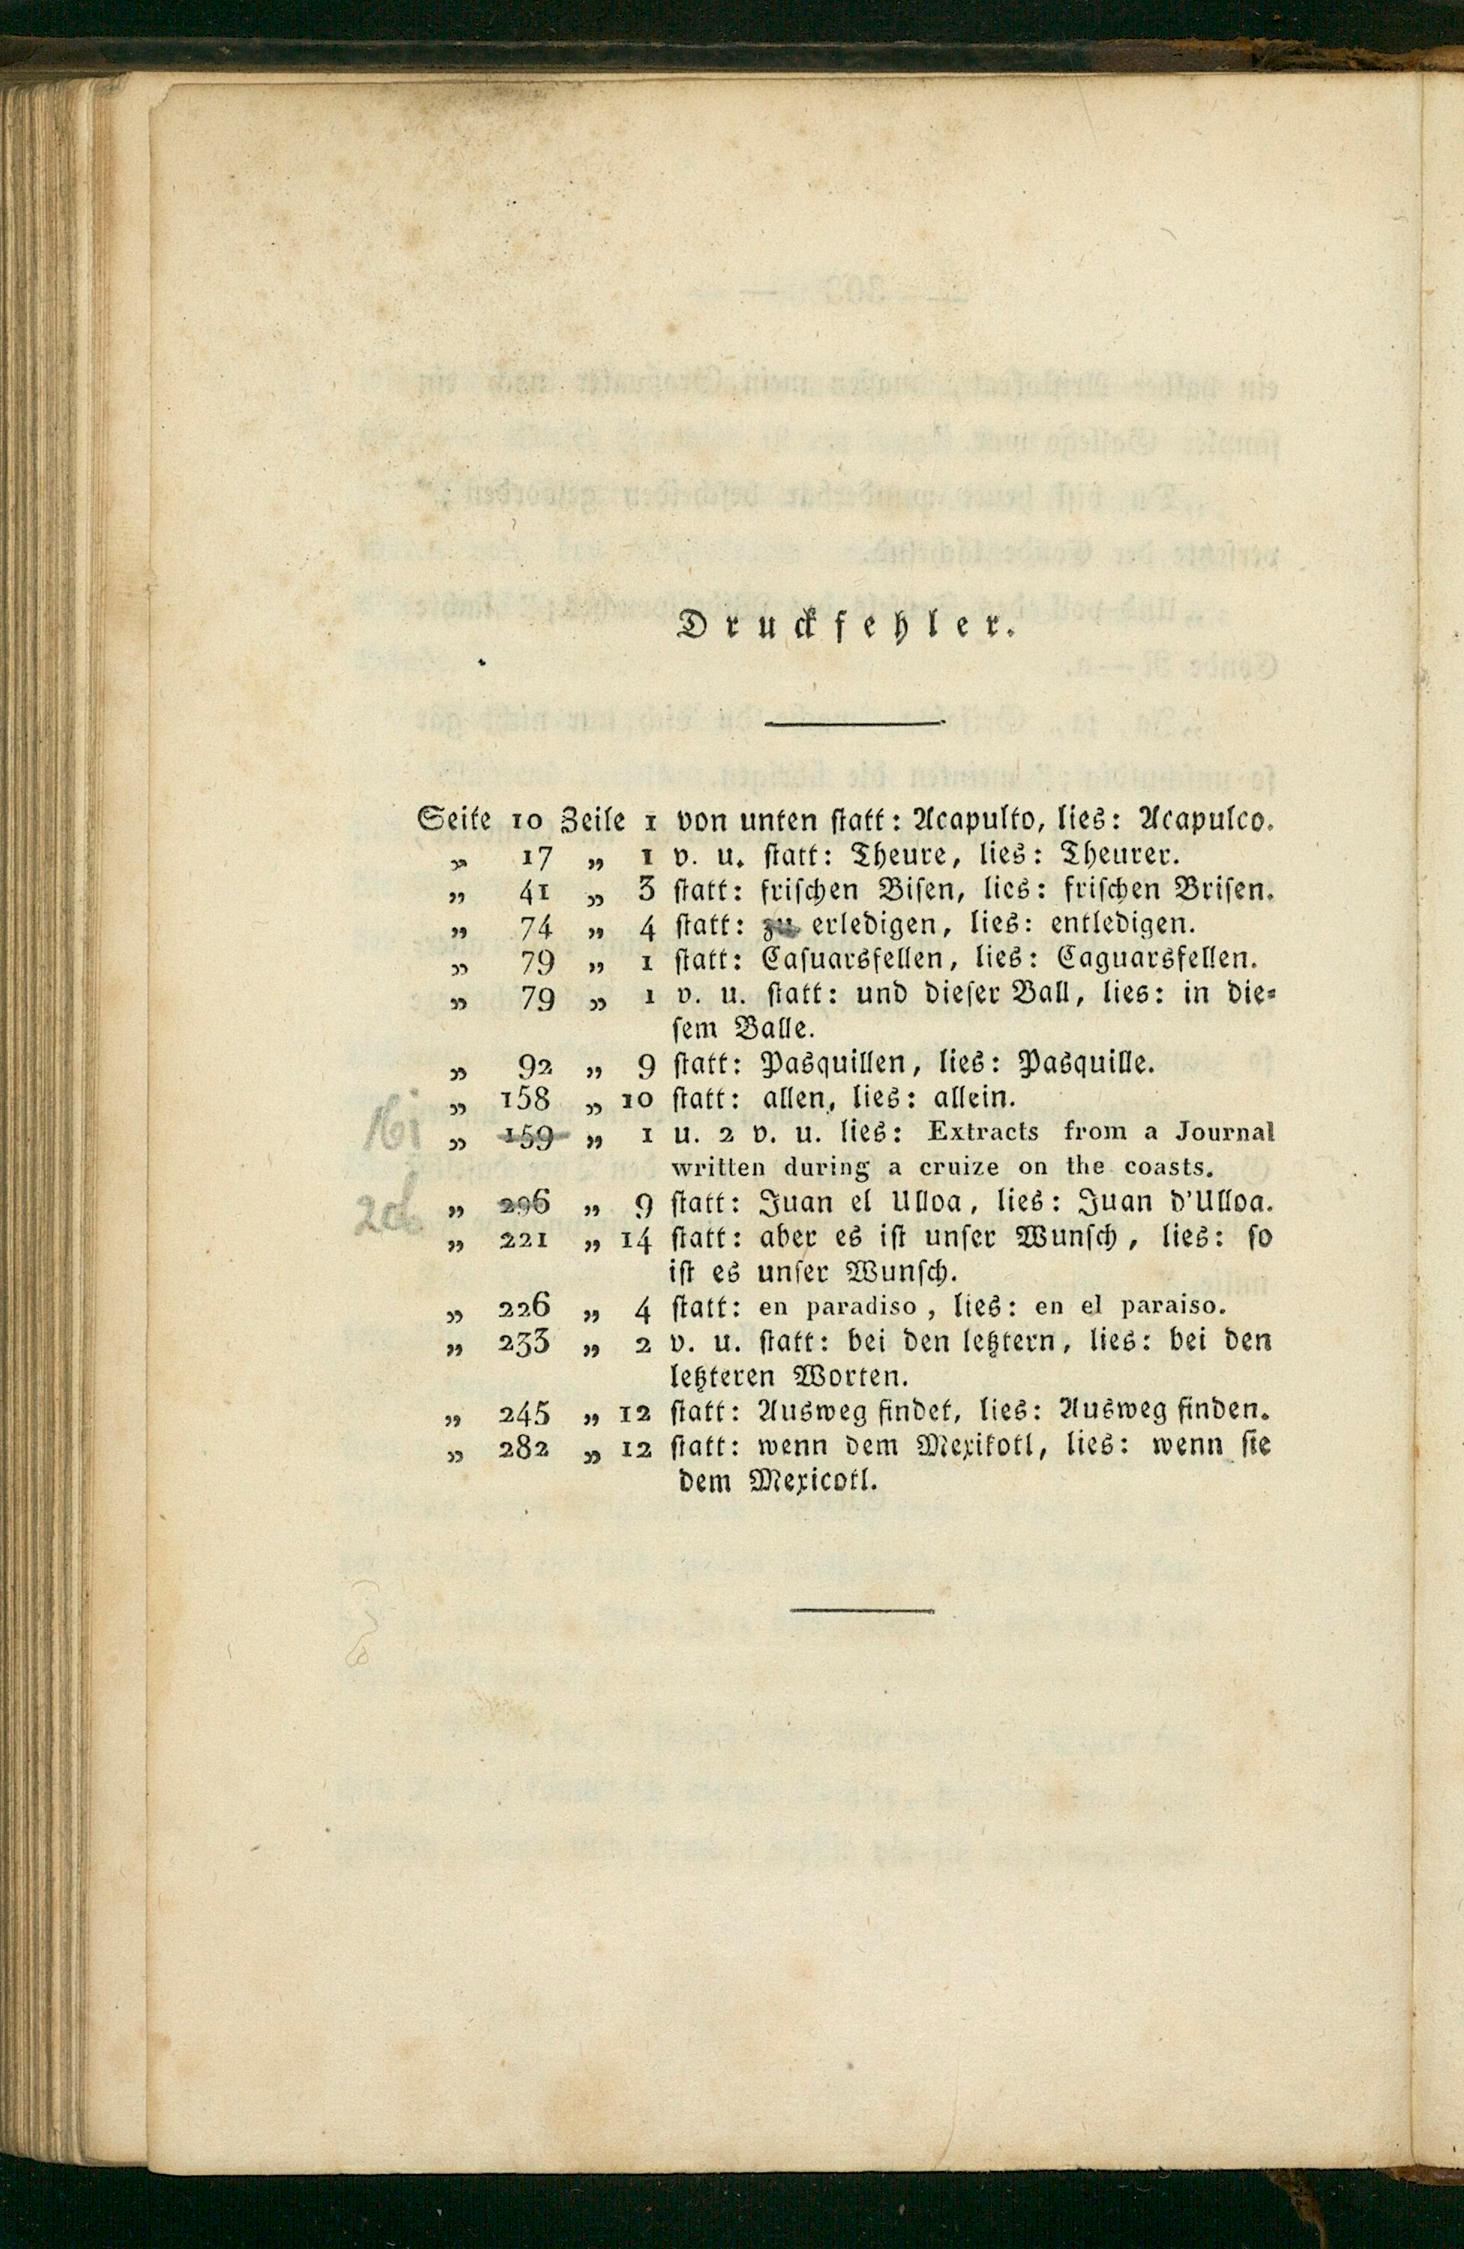 Druckfehler.
Seite 10 Zeile 1 von unten statt: Acapulko, lies: Acapulco.
„ 17 „ 1 v. u. statt: Theure, lies: Theurer.
„ 41 „ 3 statt: frischen Bisen, lies: frischen Brisen.
„ 74 „ 4 statt: zu erledigen, lies: entledigen.
„ 79 „ 1 statt: Casuarsfellen, lies: Caguarsfellen.
„ 79 „ 1 v. u. statt: und dieser Ball, lies: in die-
sem Balle.
„ 92 „ 9 statt: Pasquillen, lies: Pasquille.
„ 158 „ 10 statt: allen, lies: allein.
161 „ 159 „ 1 u. 2 v. u. lies: Extracts from a Journal
written during a cruize on the coasts.
„ 296 „ 9 statt: Juan el Ulloa, lies: Juan d'Ulloa.
„ 221 „ 14 statt: aber es ist unser Wunsch, lies: so
ist es unser Wunsch.
„ 226 „ 4 statt: en paradiso, lies: en el paraiso.
„ 233 „ 2 v. u. statt: bei den letztern, lies: bei den
letzteren Worten.
„ 245 „ 12 statt: Ausweg findet, lies: Ausweg finden.
„ 282 „ 12 statt: wenn dem Mexikotl, lies: wenn sie
dem Mexicotl.